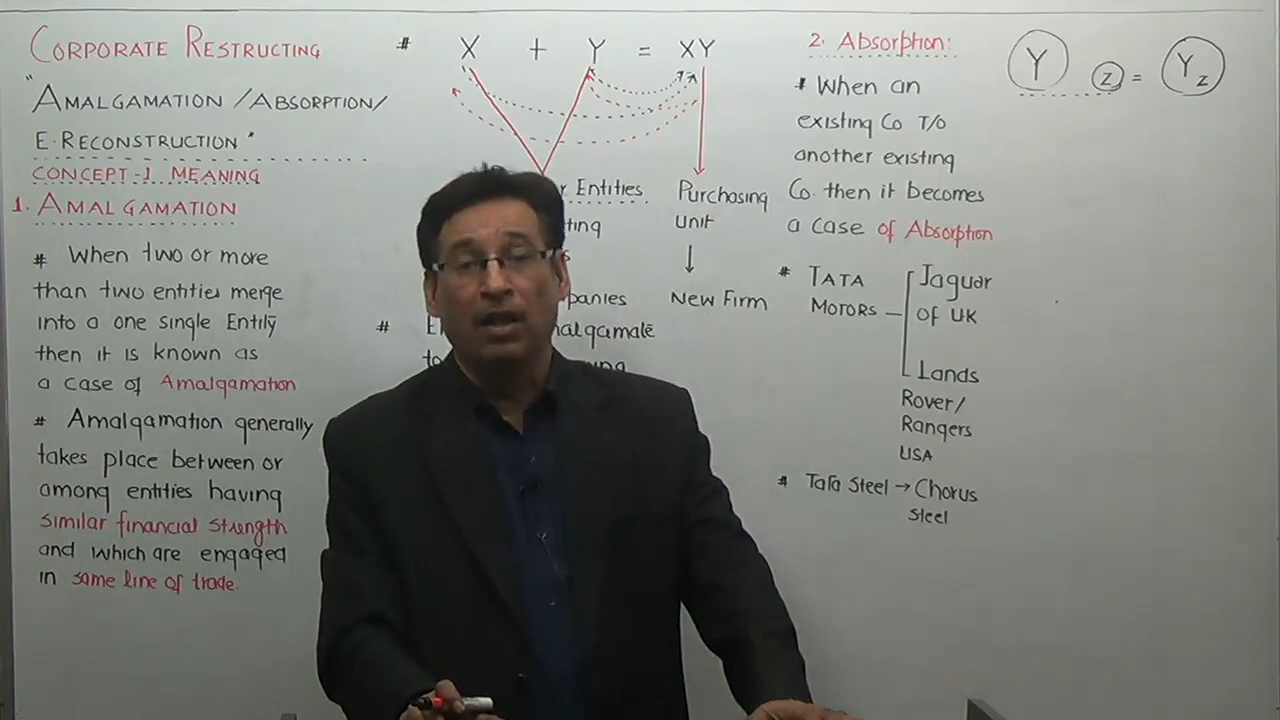 CORPORATE RESTRUCTING
"AMALGAMATION /ABSORPTION/
E. RECONSTRUCTION"
CONCEPT-1 MEANING
1. AMALGAMATION
# When two or more
than two entities merge
into a one single Entity
then it is known as
a case of Amalgamation
# Amalgamation generally
takes place between or
among entities having
similar financial strength
and which are engaged
in same line of trade.
# X + Y = XY
Entities
Purchasing
unit
↓
New Firm
#
2. Absorption:
# When an
existing Co T/O
another existing
Co. then it becomes
a case of Absorption
# TATA
MOTORS
Jaguar
of UK
Lands
Rover/
Rangers
USA
# Tata Steel → Chorus
Steel
Y z = Yz